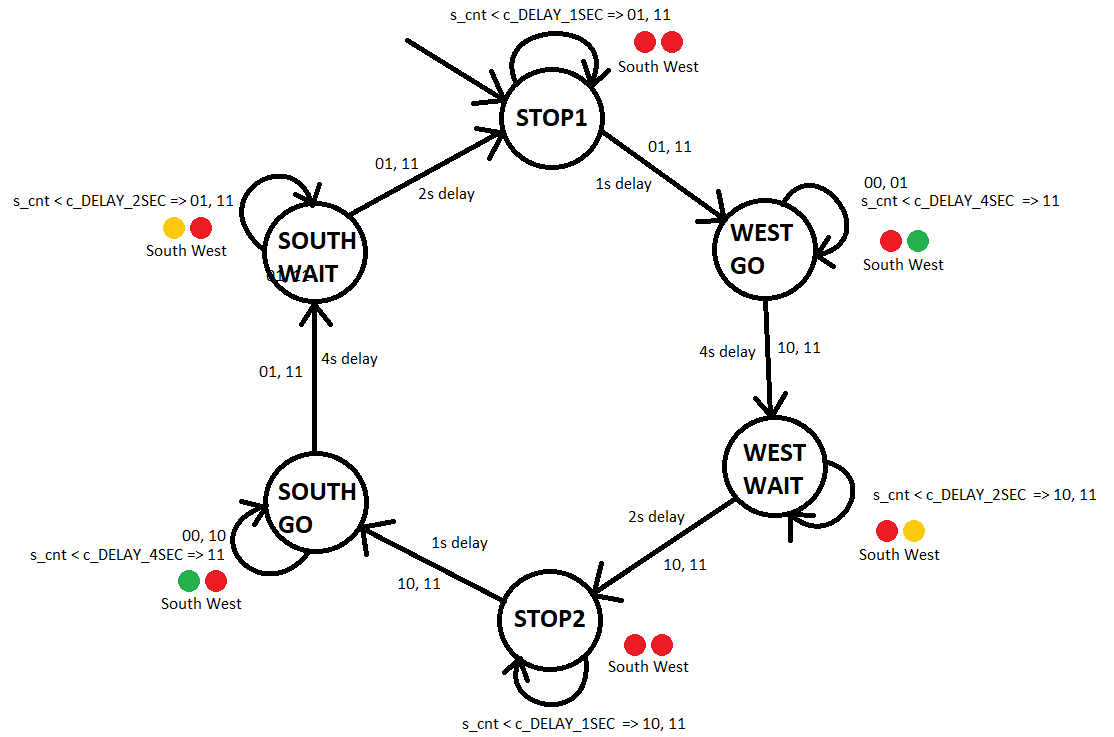 s_cnt < c_DELAY_1SEC => 01, 11
South West
STOP1
01, 11
1s delay
01, 11
2s delay
s_cnt < c_DELAY_2SEC => 01, 11
South West
SOUTH
WAIT
01, 11
00, 01
s_cnt < c_DELAY_4SEC => 11
South West
WEST
GO
4s delay
10, 11
01, 11
4s delay
WEST
WAIT
s_cnt < c_DELAY_2SEC => 10, 11
South West
2s delay
10, 11
SOUTH
GO
00, 10
s_cnt < c_DELAY_4SEC => 11
South West
1s delay
10, 11
STOP2
South West
s_cnt < c_DELAY_1SEC => 10, 11